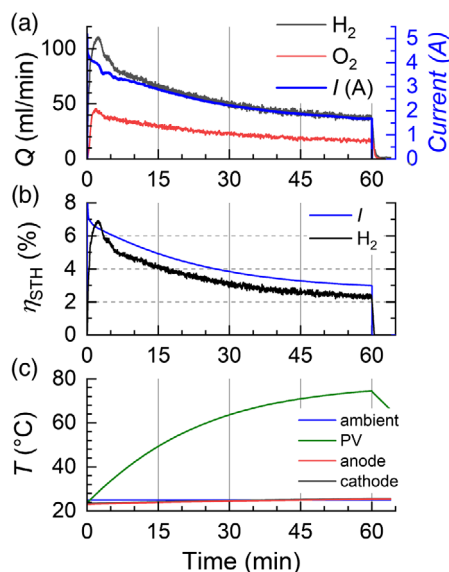 (a)
H₂
O₂
I (A)
Q (ml/min)
100
50
0
5
4
3
2
1
0
Current (A)
0 15 30 45 60
(b)
I
H₂
ηSTH (%)
6
4
2
0
0 15 30 45 60
(c)
T (°C)
80
60
40
20
ambient
PV
anode
cathode
0 15 30 45 60
Time (min)